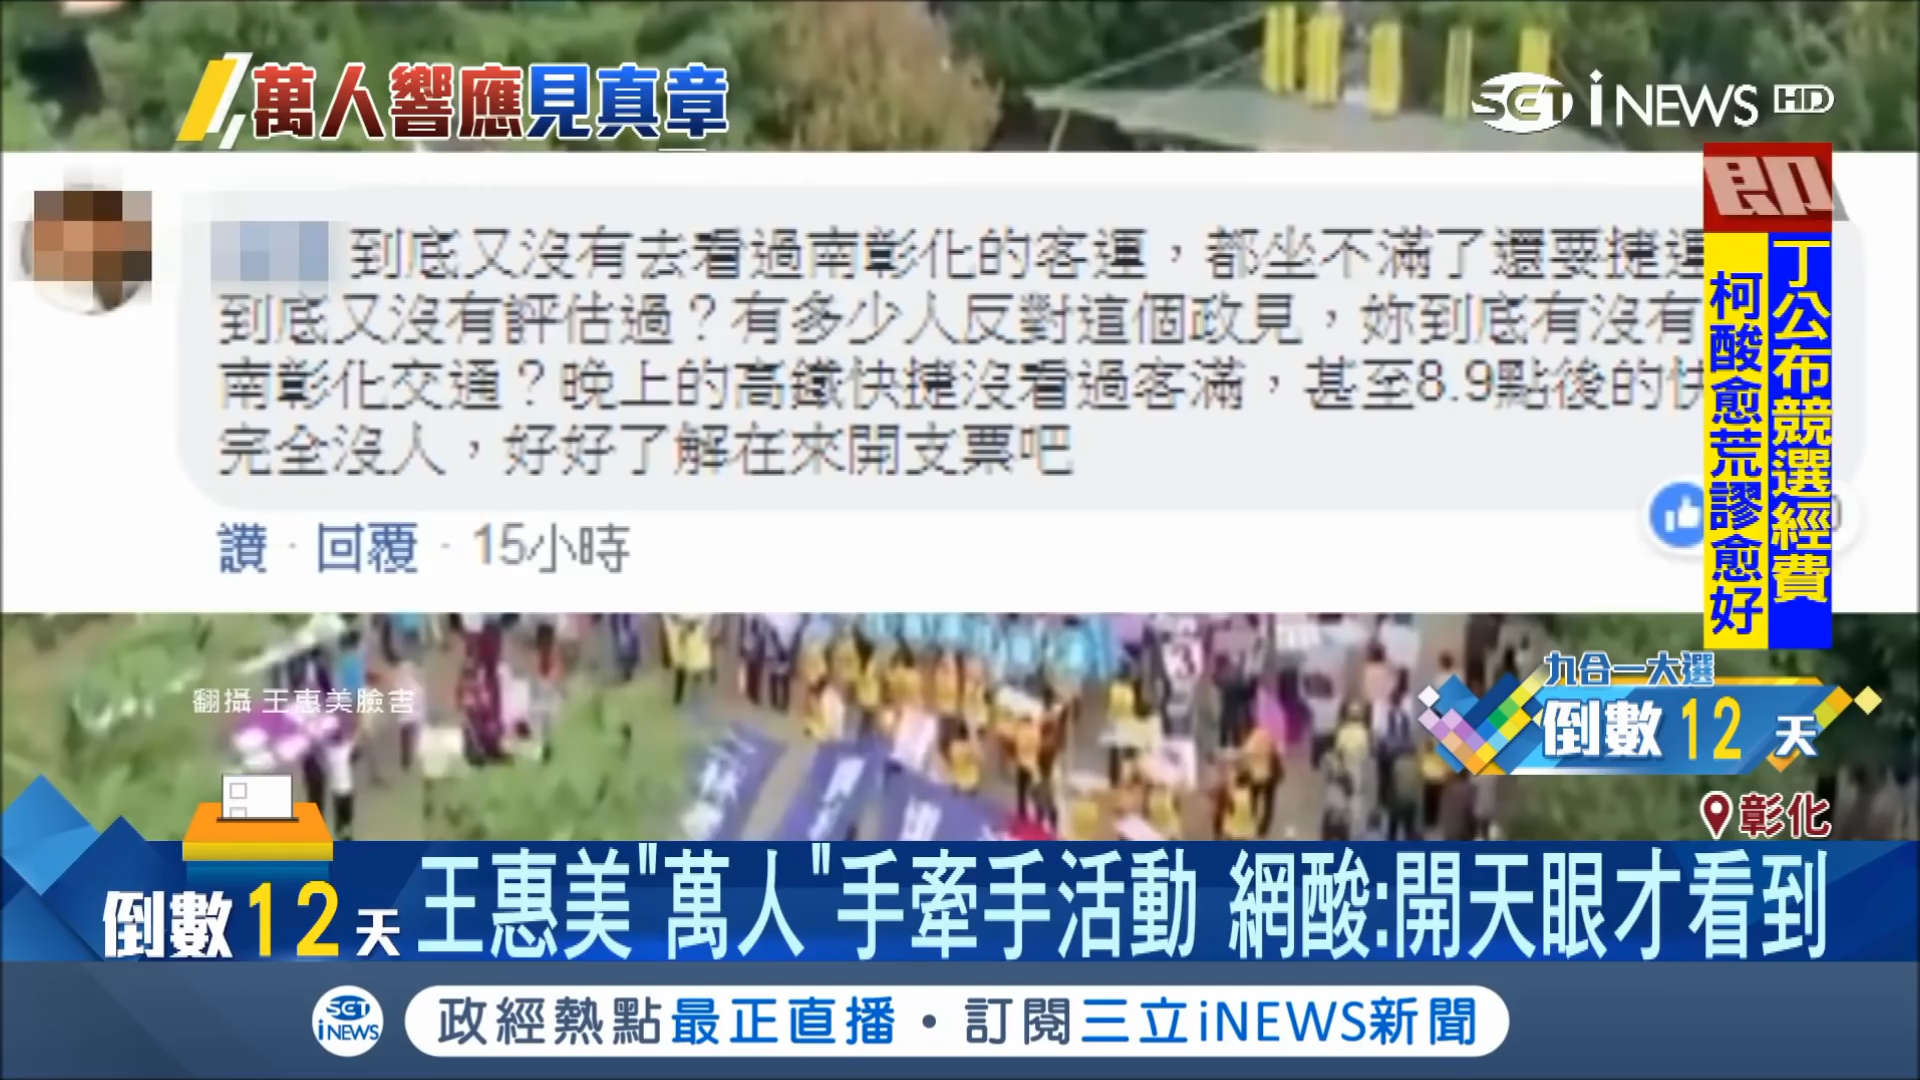 萬人響應見真章
SET iNEWS HD
即
丁公布競選經費
柯酸愈荒謬愈好
到底又沒有去看過南彰化的客運，都坐不滿了還要捷運
到底又沒有評估過？有多少人反對這個政見，妳到底有沒有
南彰化交通？晚上的高鐵快捷沒看過客滿，甚至8.9點後的快
完全沒人，好好了解在來開支票吧
讚 · 回覆 · 15小時
翻攝 王惠美臉書
九合一大選
倒數12天
彰化
倒數12天
王惠美"萬人"手牽手活動 網酸:開天眼才看到
SET iNEWS
政經熱點最正直播・訂閱三立iNEWS新聞